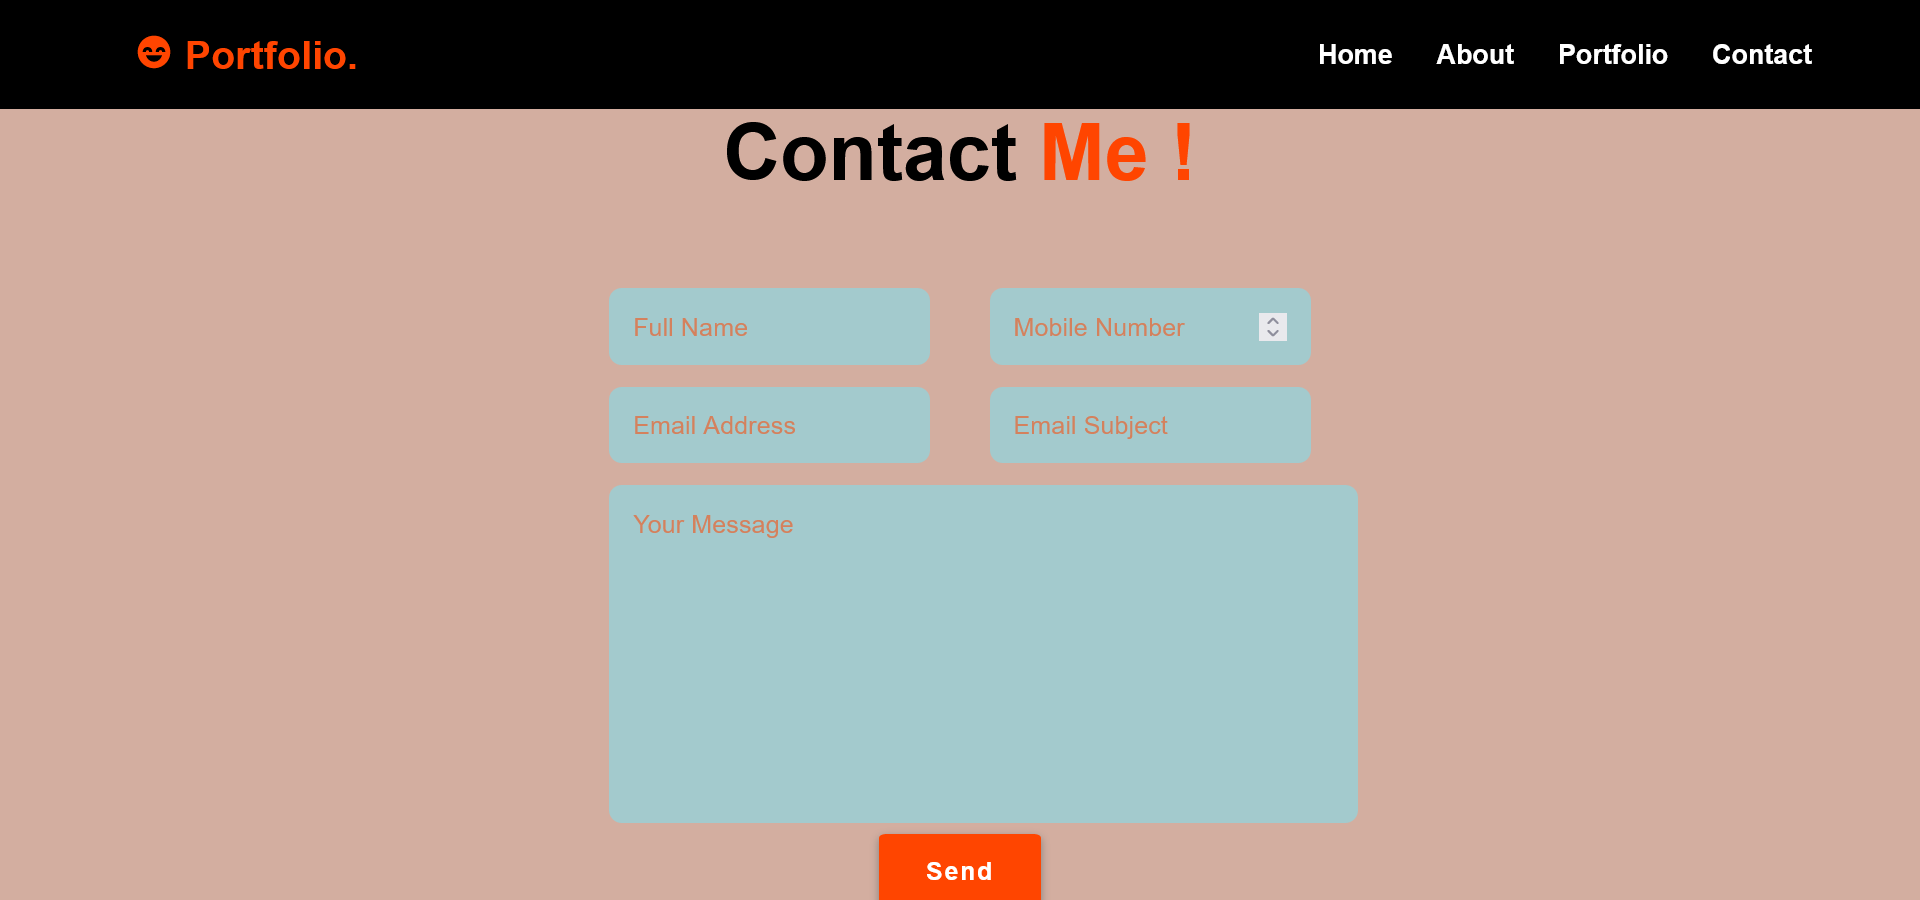 Portfolio. Home About Portfolio Contact
Contact Me !
Full Name Mobile Number
Email Address Email Subject
Your Message
Send